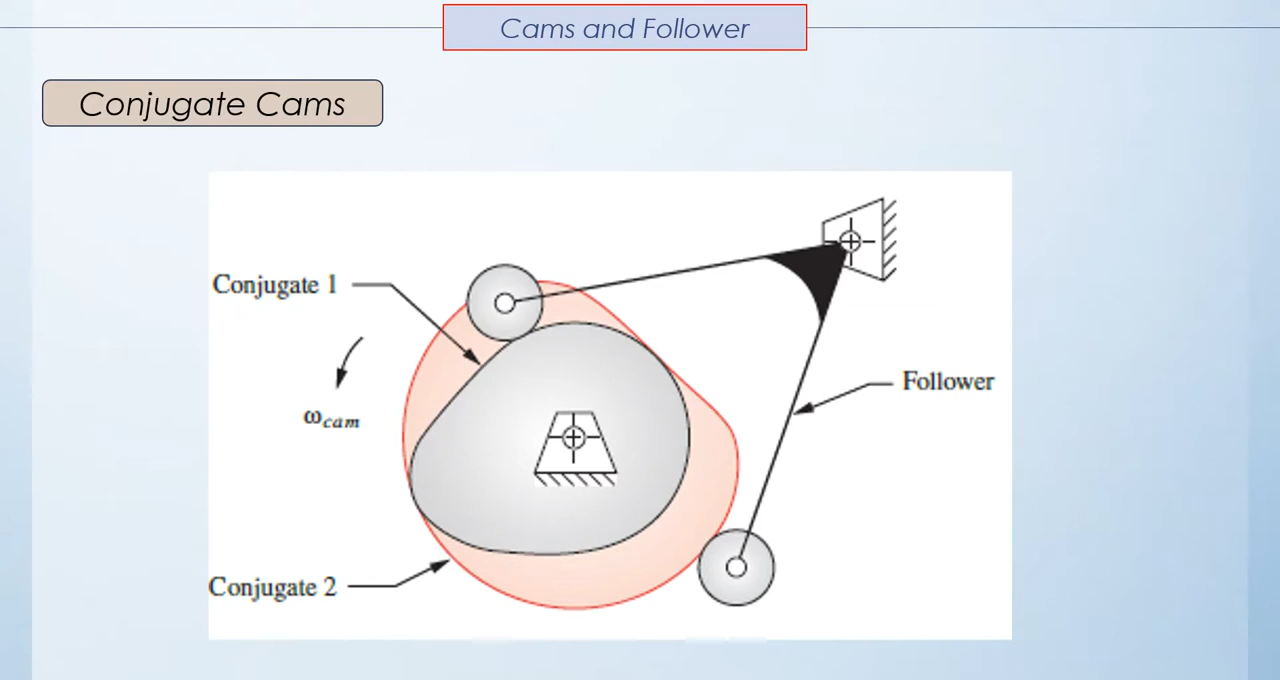 Cams and Follower
Conjugate Cams
Conjugate 1
Follower
ωcam
Conjugate 2